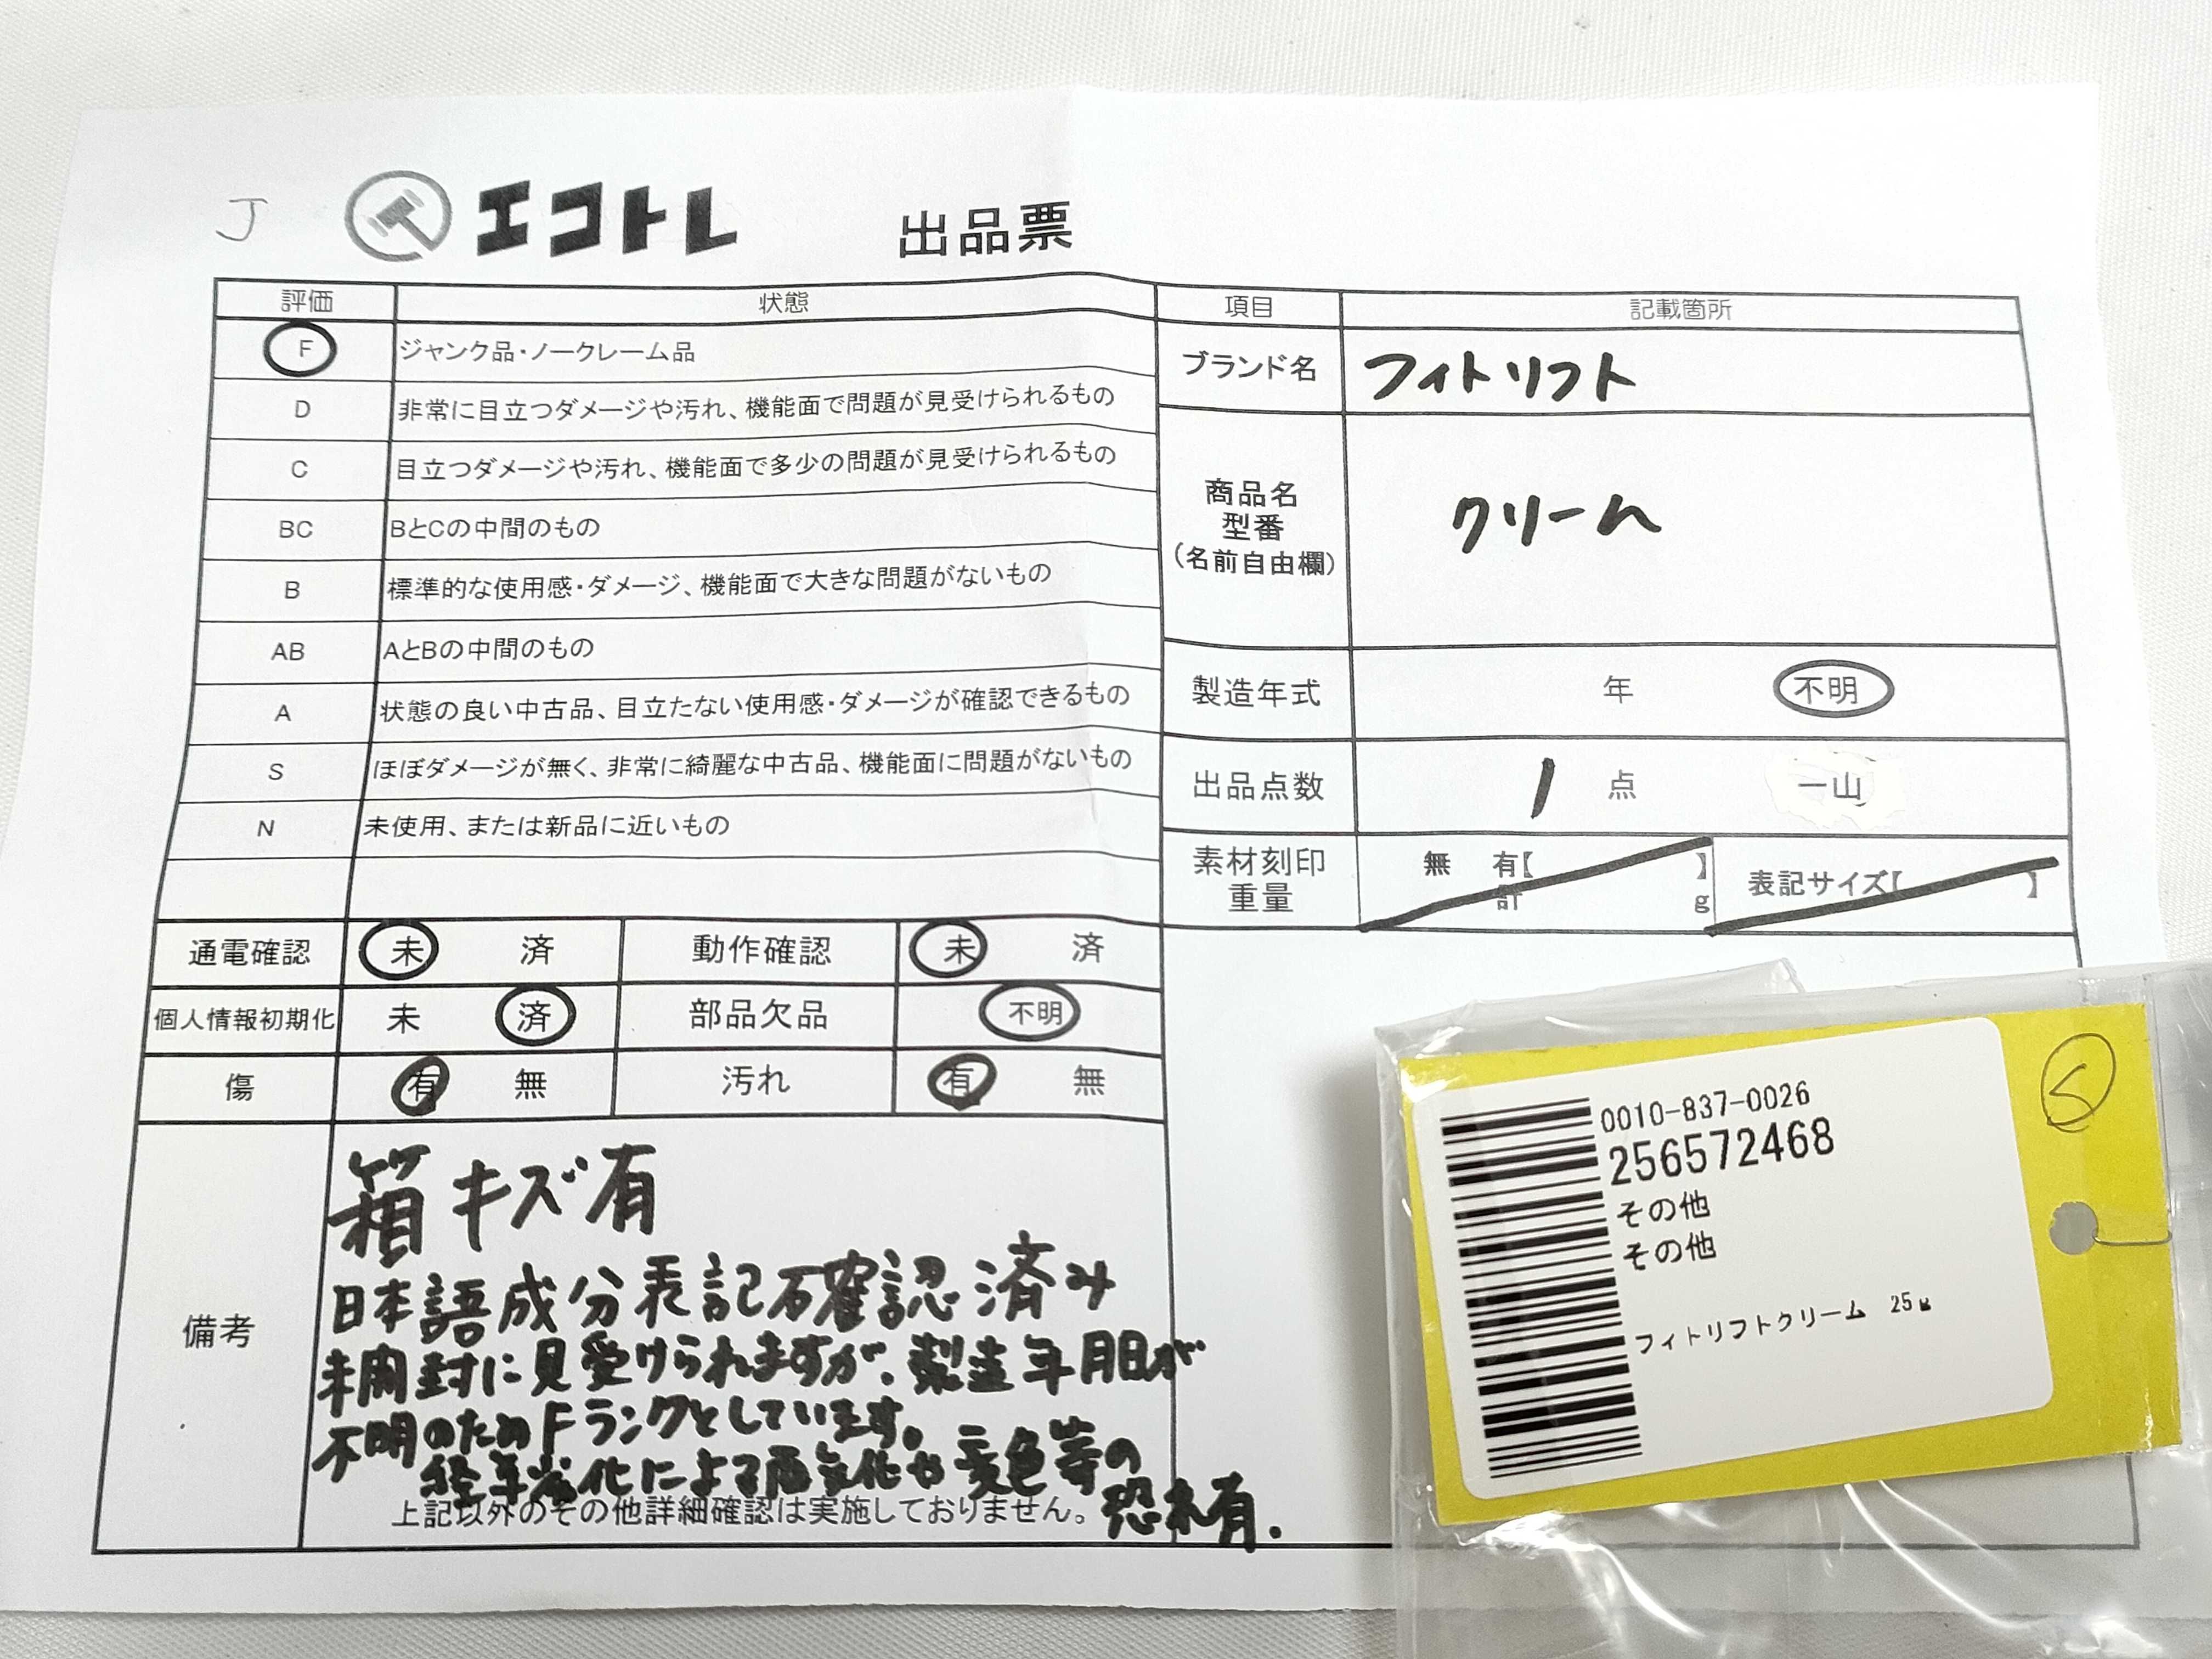 J
エコトレ 出品票
評価 状態
F ジャンク品・ノークレーム品
D 非常に目立つダメージや汚れ、機能面で問題が見受けられるもの
C 目立つダメージや汚れ、機能面で多少の問題が見受けられるもの
BC BとCの中間のもの
B 標準的な使用感・ダメージ、機能面で大きな問題がないもの
AB AとBの中間のもの
A 状態の良い中古品、目立たない使用感・ダメージが確認できるもの
S ほぼダメージが無く、非常に綺麗な中古品、機能面に問題がないもの
N 未使用、または新品に近いもの
項目 記載箇所
ブランド名 フィトリフト
商品名
型番
(名前自由欄)
クリーム
製造年式 年 不明
出品点数 1 点 一山
素材刻印 無 有【 】
重量 計 g
表記サイズ【 】
通電確認 未 済 動作確認 未 済
個人情報初期化 未 済 部品欠品 不明
傷 有 無 汚れ 有 無
備考
箱キズ有
日本語成分表記確認済み
未開封に見受けられますが、製造年月日が
不明のためFランクとしています。
経年劣化による酸化や変色等の
恐れ有.
上記以外のその他詳細確認は実施しておりません。
0010-837-0026
256572468
その他
その他
フィトリフトクリーム 25g